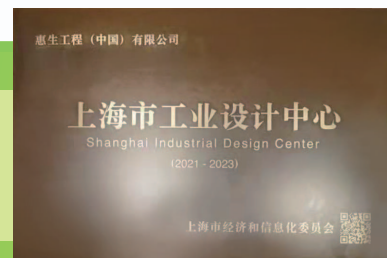 惠生工程（中国）有限公司
上海市工业设计中心
Shanghai Industrial Design Center
(2021 - 2023)
上海市经济和信息化委员会